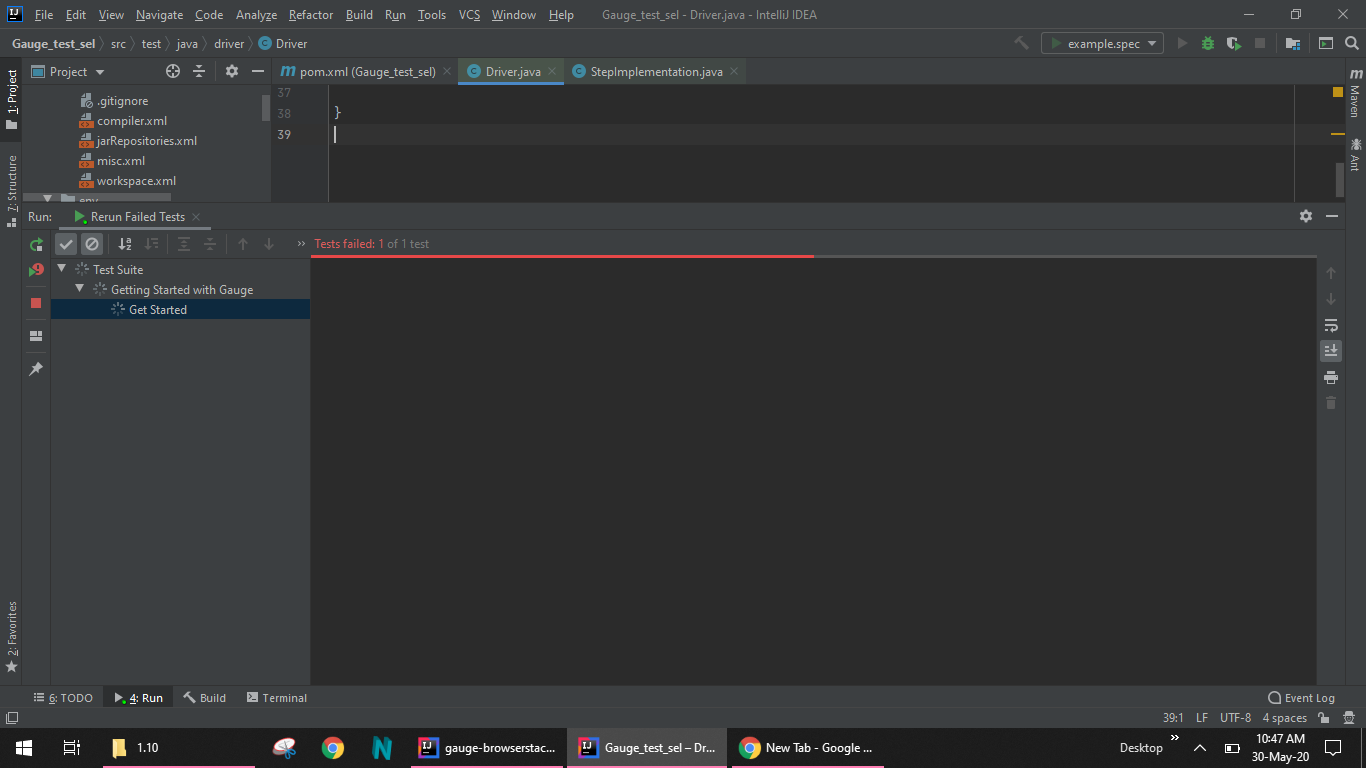 File Edit View Navigate Code Analyze Refactor Build Run Tools VCS Window Help Gauge_test_sel - Driver.java - IntelliJ IDEA
Gauge_test_sel src test java driver Driver example.spec
1: Project Project pom.xml (Gauge_test_sel) Driver.java StepImplementation.java
.gitignore
compiler.xml
jarRepositories.xml
misc.xml
workspace.xml
env
37
38 }
39
Maven
Ant
7: Structure
Run: Rerun Failed Tests
Tests failed: 1 of 1 test
Test Suite
Getting Started with Gauge
Get Started
2: Favorites
6: TODO 4: Run Build Terminal Event Log
39:1 LF UTF-8 4 spaces
1.10 gauge-browserstac... Gauge_test_sel – Dr... New Tab - Google ... Desktop
10:47 AM
30-May-20